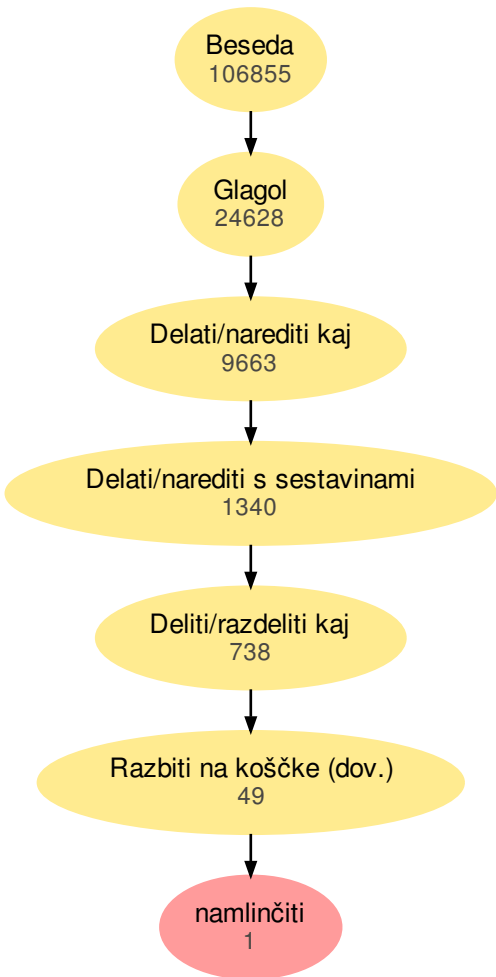 Beseda
106855
Glagol
24628
Delati/narediti kaj
9663
Delati/narediti s sestavinami
1340
Deliti/razdeliti kaj
738
Razbiti na koščke (dov.)
49
namlinčiti
1